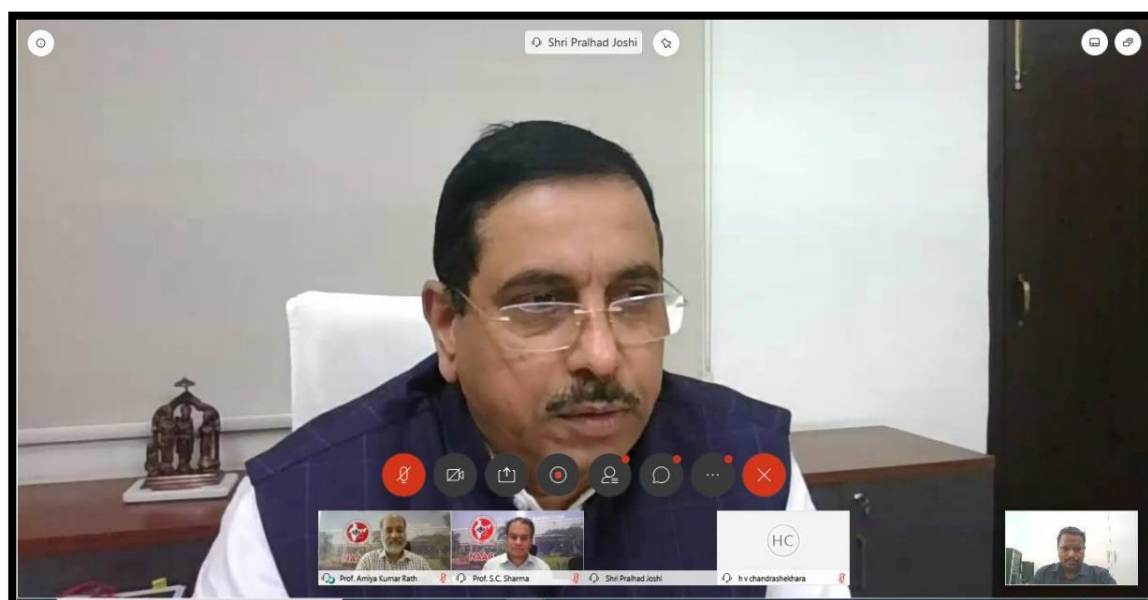 Shri Pralhad Joshi
HC
Prof. Amiya Kumar Rath
Prof. S.C. Sharma
Shri Pralhad Joshi
h v chandrashekhara